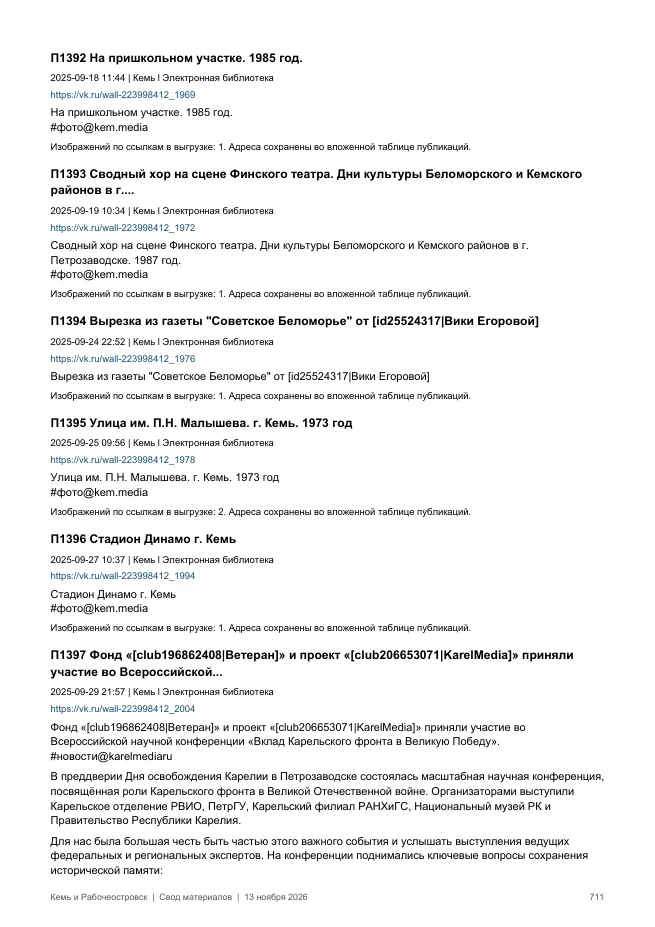 П1392 На пришкольном участке. 1985 год.
2025-09-18 11:44 | Кемь I Электронная библиотека
https://vk.ru/wall-223998412_1969
На пришкольном участке. 1985 год.
#фото@kem.media
Изображений по ссылкам в выгрузке: 1. Адреса сохранены во вложенной таблице публикаций.
П1393 Сводный хор на сцене Финского театра. Дни культуры Беломорского и Кемского
районов в г....
2025-09-19 10:34 | Кемь I Электронная библиотека
https://vk.ru/wall-223998412_1972
Сводный хор на сцене Финского театра. Дни культуры Беломорского и Кемского районов в г.
Петрозаводске. 1987 год.
#фото@kem.media
Изображений по ссылкам в выгрузке: 1. Адреса сохранены во вложенной таблице публикаций.
П1394 Вырезка из газеты "Советское Беломорье" от [id25524317|Вики Егоровой]
2025-09-24 22:52 | Кемь I Электронная библиотека
https://vk.ru/wall-223998412_1976
Вырезка из газеты "Советское Беломорье" от [id25524317|Вики Егоровой]
Изображений по ссылкам в выгрузке: 1. Адреса сохранены во вложенной таблице публикаций.
П1395 Улица им. П.Н. Малышева. г. Кемь. 1973 год
2025-09-25 09:56 | Кемь I Электронная библиотека
https://vk.ru/wall-223998412_1978
Улица им. П.Н. Малышева. г. Кемь. 1973 год
#фото@kem.media
Изображений по ссылкам в выгрузке: 2. Адреса сохранены во вложенной таблице публикаций.
П1396 Стадион Динамо г. Кемь
2025-09-27 10:37 | Кемь I Электронная библиотека
https://vk.ru/wall-223998412_1994
Стадион Динамо г. Кемь
#фото@kem.media
Изображений по ссылкам в выгрузке: 1. Адреса сохранены во вложенной таблице публикаций.
П1397 Фонд «[club196862408|Ветеран]» и проект «[club206653071|KarelMedia]» приняли
участие во Всероссийской...
2025-09-29 21:57 | Кемь I Электронная библиотека
https://vk.ru/wall-223998412_2004
Фонд «[club196862408|Ветеран]» и проект «[club206653071|KarelMedia]» приняли участие во
Всероссийской научной конференции «Вклад Карельского фронта в Великую Победу».
#новости@karelmediaru
В преддверии Дня освобождения Карелии в Петрозаводске состоялась масштабная научная конференция,
посвящённая роли Карельского фронта в Великой Отечественной войне. Организаторами выступили
Карельское отделение РВИО, ПетрГУ, Карельский филиал РАНХиГС, Национальный музей РК и
Правительство Республики Карелия.
Для нас была большая честь быть частью этого важного события и услышать выступления ведущих
федеральных и региональных экспертов. На конференции поднимались ключевые вопросы сохранения
исторической памяти:
Кемь и Рабочеостровск | Свод материалов | 13 ноября 2026 711